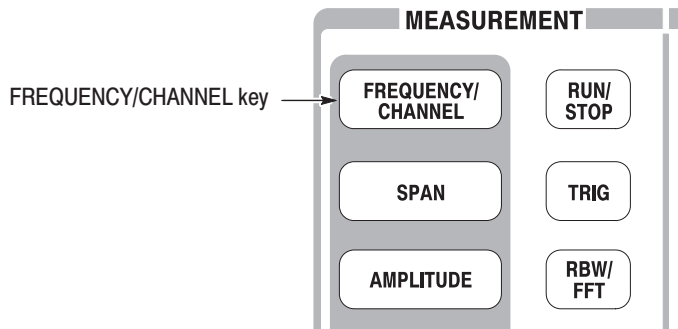 MEASUREMENT
FREQUENCY/CHANNEL key
FREQUENCY/
CHANNEL
RUN/
STOP
SPAN
TRIG
AMPLITUDE
RBW/
FFT